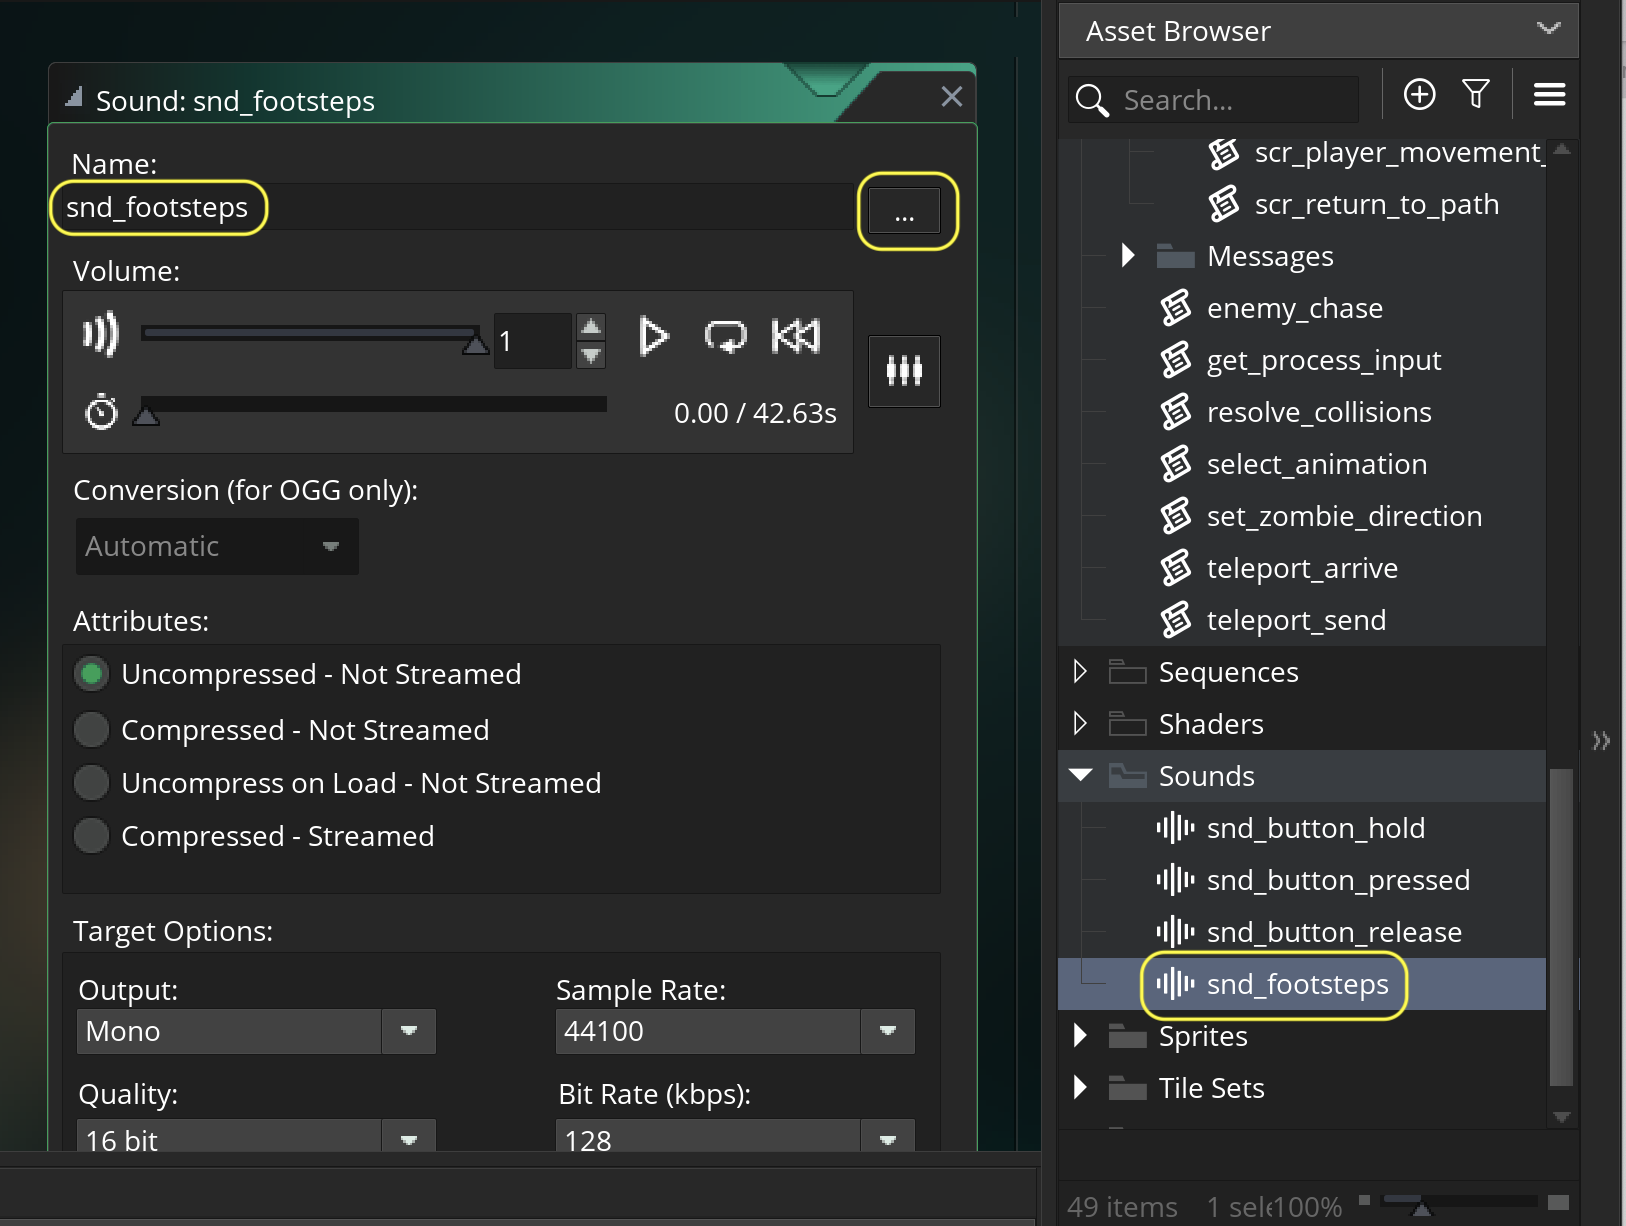 Sound: snd_footsteps
Name:
snd_footsteps
...
Volume:
1
0.00 / 42.63s
Conversion (for OGG only):
Automatic
Attributes:
Uncompressed - Not Streamed
Compressed - Not Streamed
Uncompress on Load - Not Streamed
Compressed - Streamed
Target Options:
Output:
Mono
Sample Rate:
44100
Quality:
16 bit
Bit Rate (kbps):
128
Asset Browser
Search...
scr_player_movement_
scr_return_to_path
Messages
enemy_chase
get_process_input
resolve_collisions
select_animation
set_zombie_direction
teleport_arrive
teleport_send
Sequences
Shaders
Sounds
snd_button_hold
snd_button_pressed
snd_button_release
snd_footsteps
Sprites
Tile Sets
49 items 1 sele 100%